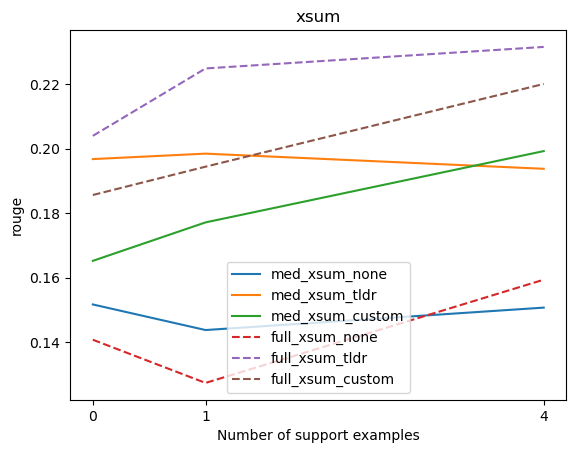 xsum
rouge
0.22
0.20
0.18
0.16
0.14
med_xsum_none
med_xsum_tldr
med_xsum_custom
full_xsum_none
full_xsum_tldr
full_xsum_custom
0 1 4
Number of support examples